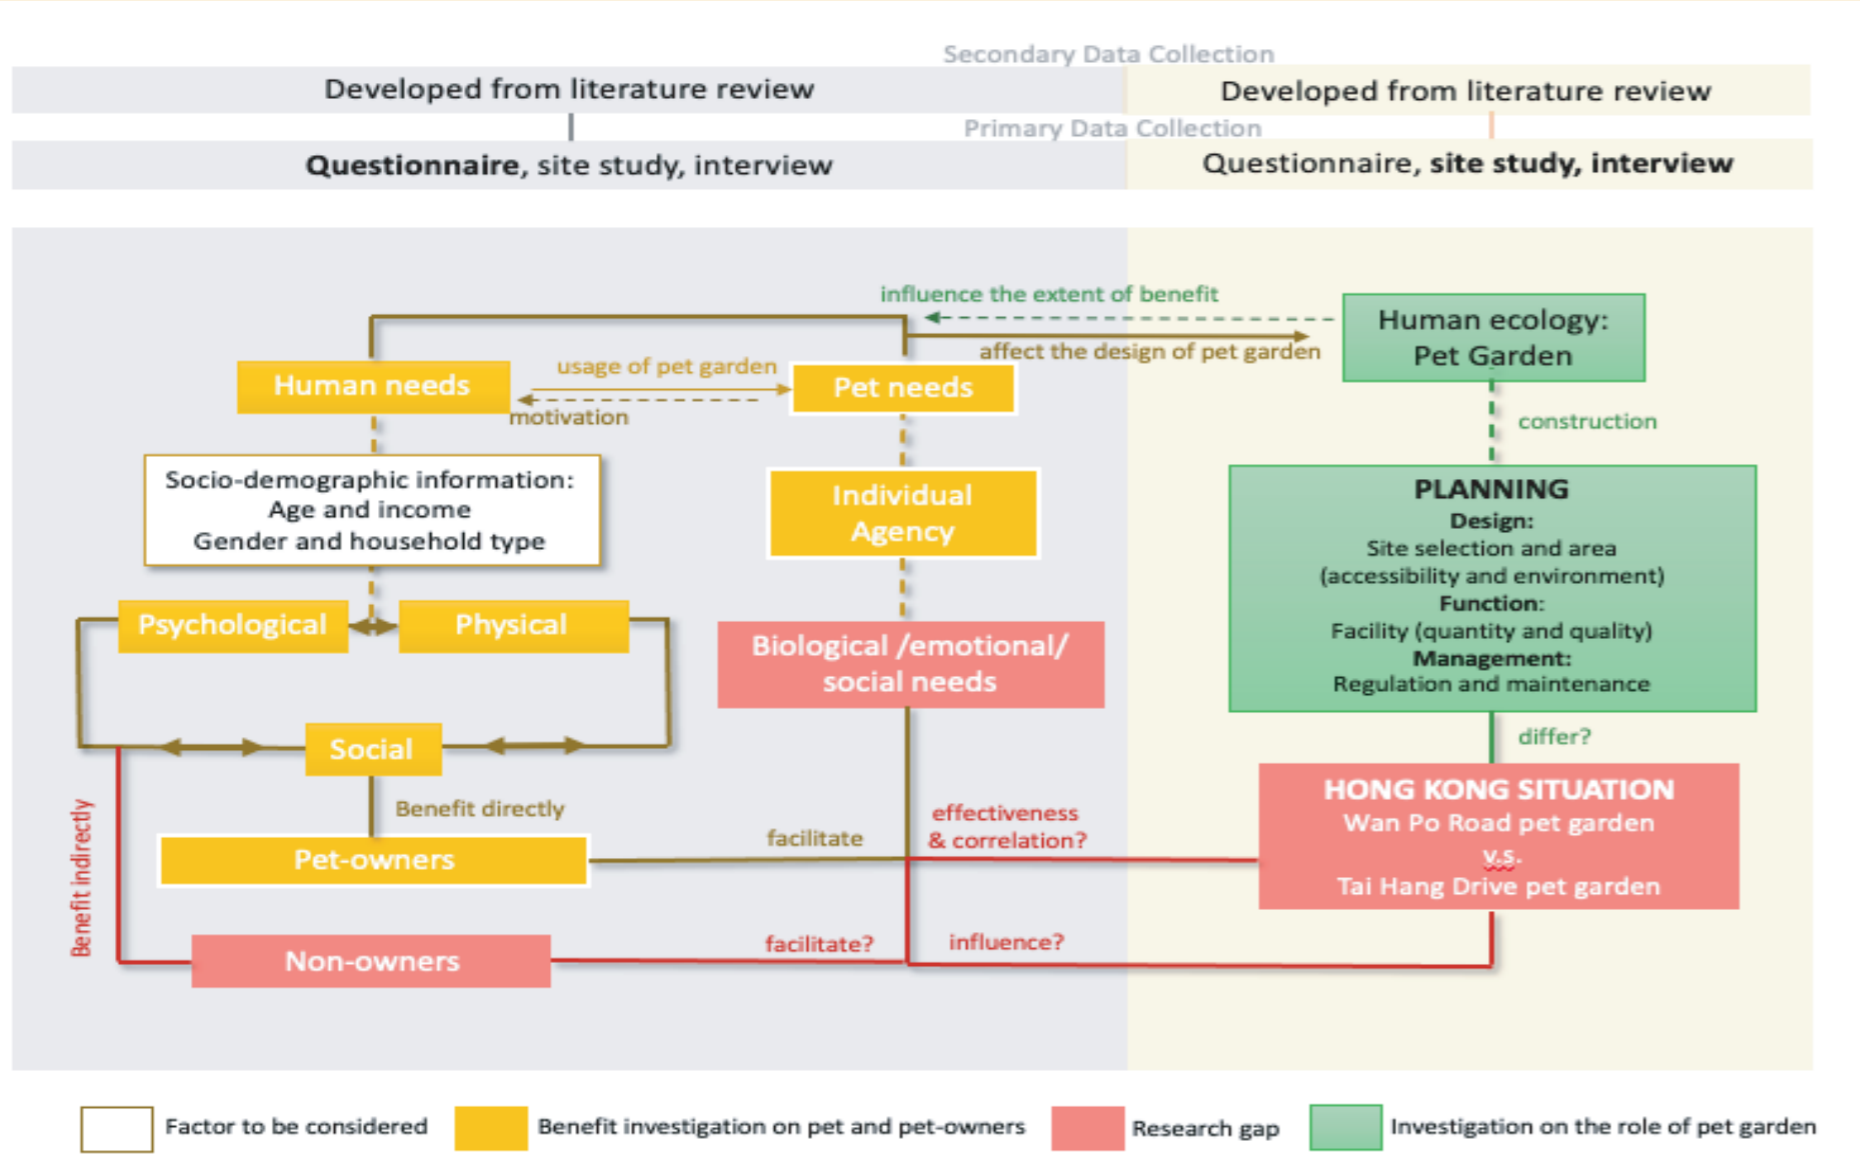 Secondary Data Collection
Developed from literature review
Developed from literature review
Primary Data Collection
Questionnaire, site study, interview
Questionnaire, site study, interview
influence the extent of benefit
affect the design of pet garden
Human ecology:
Pet Garden
Human needs
usage of pet garden
motivation
Pet needs
construction
Socio-demographic information:
Age and income
Gender and household type
Individual
Agency
PLANNING
Design:
Site selection and area
(accessibility and environment)
Function:
Facility (quantity and quality)
Management:
Regulation and maintenance
Psychological
Physical
Biological /emotional/
social needs
Social
differ?
Benefit directly
Benefit indirectly
HONG KONG SITUATION
Wan Po Road pet garden
v.s.
Tai Hang Drive pet garden
Pet-owners
facilitate
effectiveness
& correlation?
Non-owners
facilitate?
influence?
Factor to be considered
Benefit investigation on pet and pet-owners
Research gap
Investigation on the role of pet garden